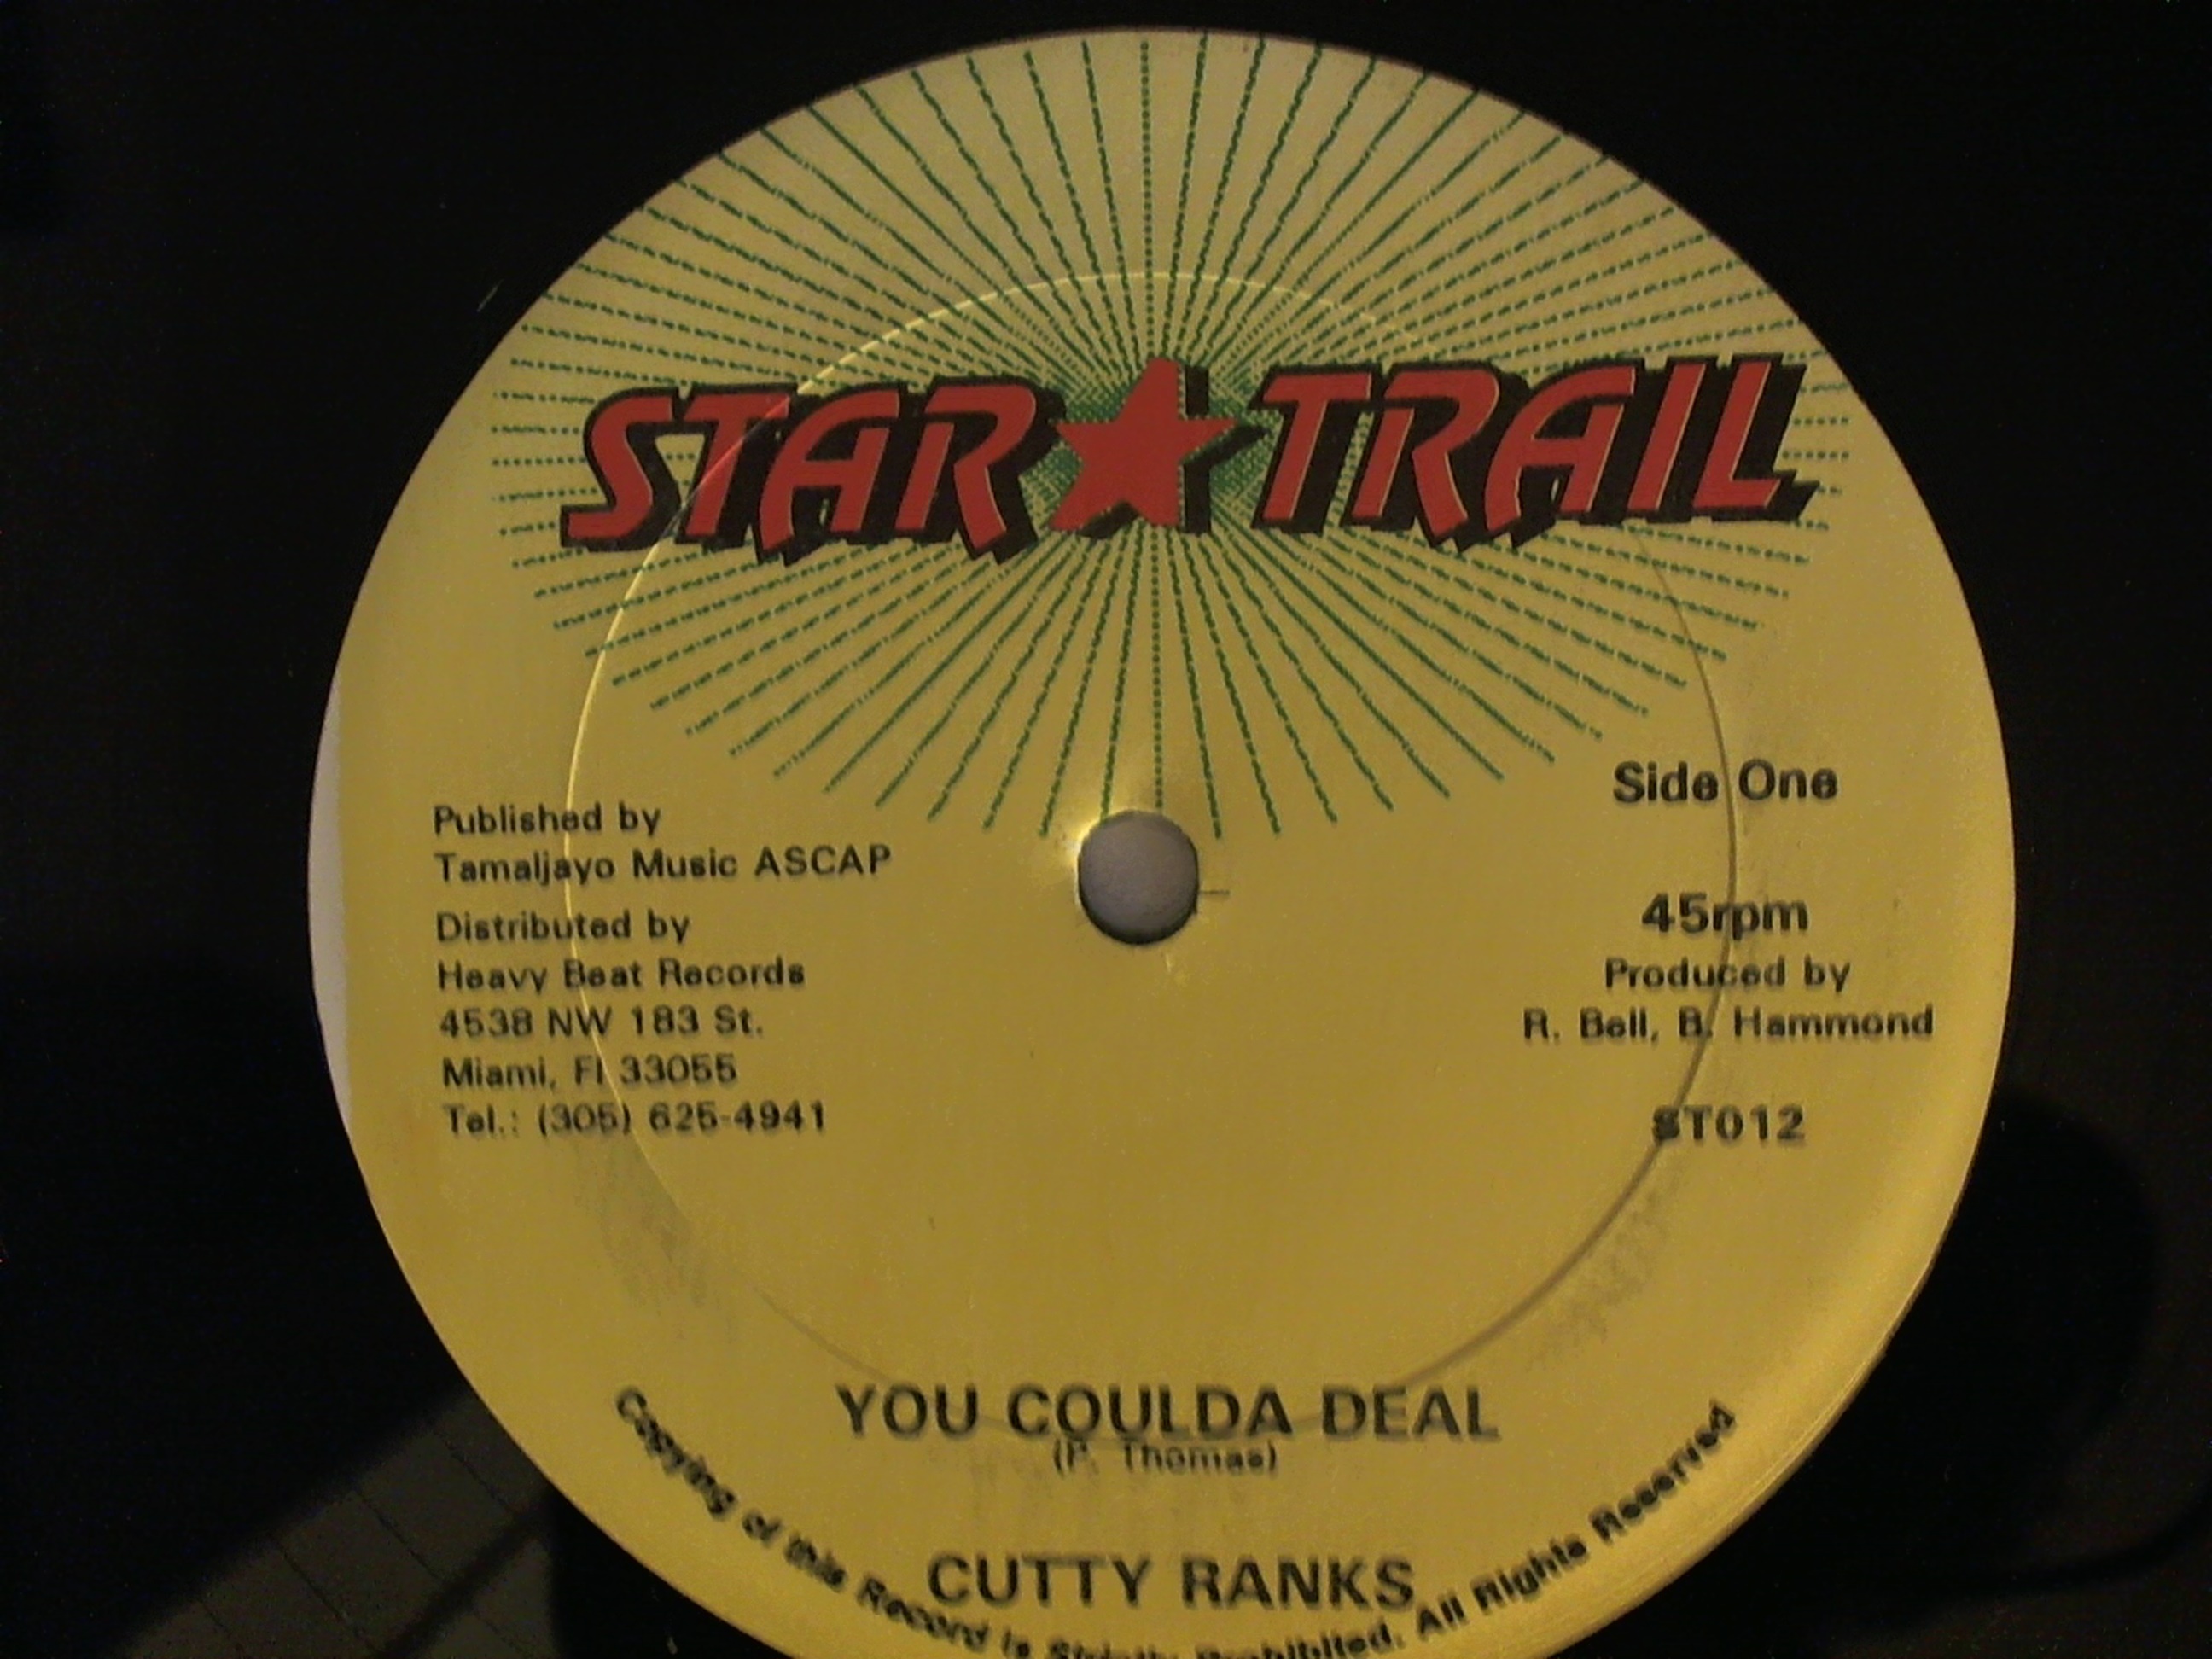 STAR★TRAIL
Published by
Tamaljayo Music ASCAP
Distributed by
Heavy Beat Records
4538 NW 183 St.
Miami, Fl 33055
Tel.: (305) 625-4941
Side One
45rpm
Produced by
R. Bell, B. Hammond
ST012
YOU COULDA DEAL
(P. Thomas)
CUTTY RANKS
Copying of this Record is Strictly Prohibited. All Rights Reserved